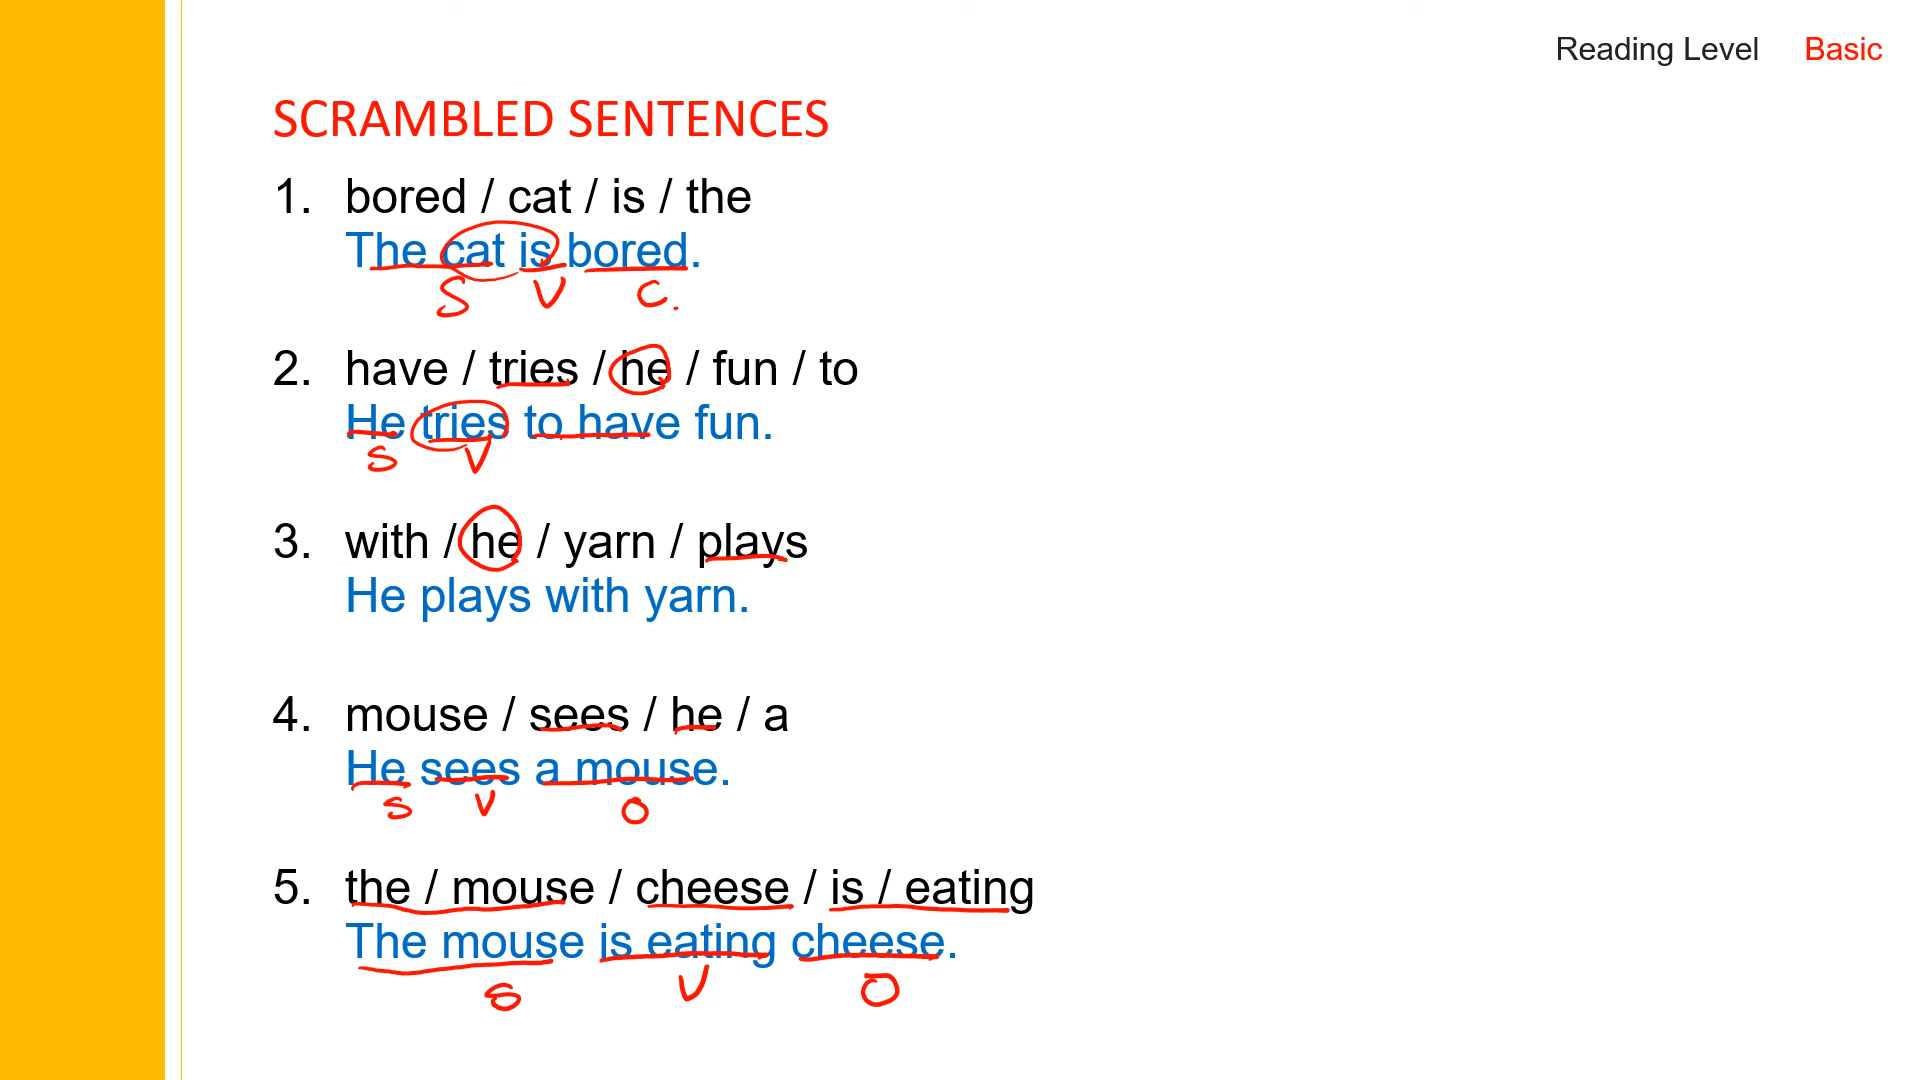 Reading Level Basic
SCRAMBLED SENTENCES
1. bored / cat / is / the
The cat is bored.
S V C.
2. have / tries / he / fun / to
He tries to have fun.
S V
3. with / he / yarn / plays
He plays with yarn.
4. mouse / sees / he / a
He sees a mouse.
S V O
5. the / mouse / cheese / is / eating
The mouse is eating cheese.
S V O